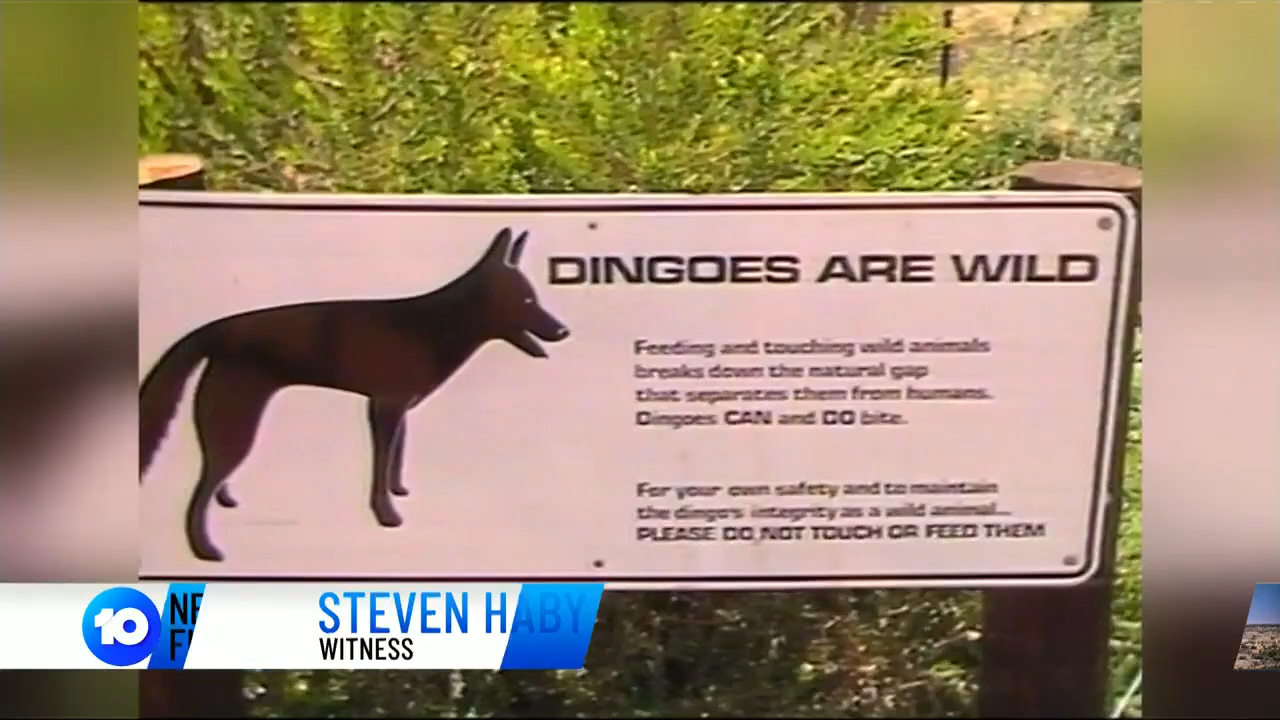 DINGOES ARE WILD
Feeding and touching wild animals
breaks down the natural gap
that separates them from humans.
Dingoes CAN and DO bite.
For your own safety and to maintain
the dingo's integrity as a wild animal...
PLEASE DO NOT TOUCH OR FEED THEM
10
STEVEN HABY
WITNESS